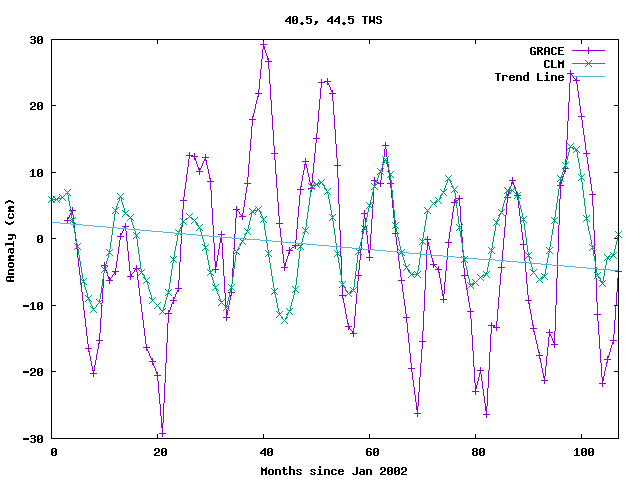 40.5, 44.5 TWS
GRACE
CLM
Trend Line
30
20
10
0
-10
-20
-30
Anomaly (cm)
0 20 40 60 80 100
Months since Jan 2002